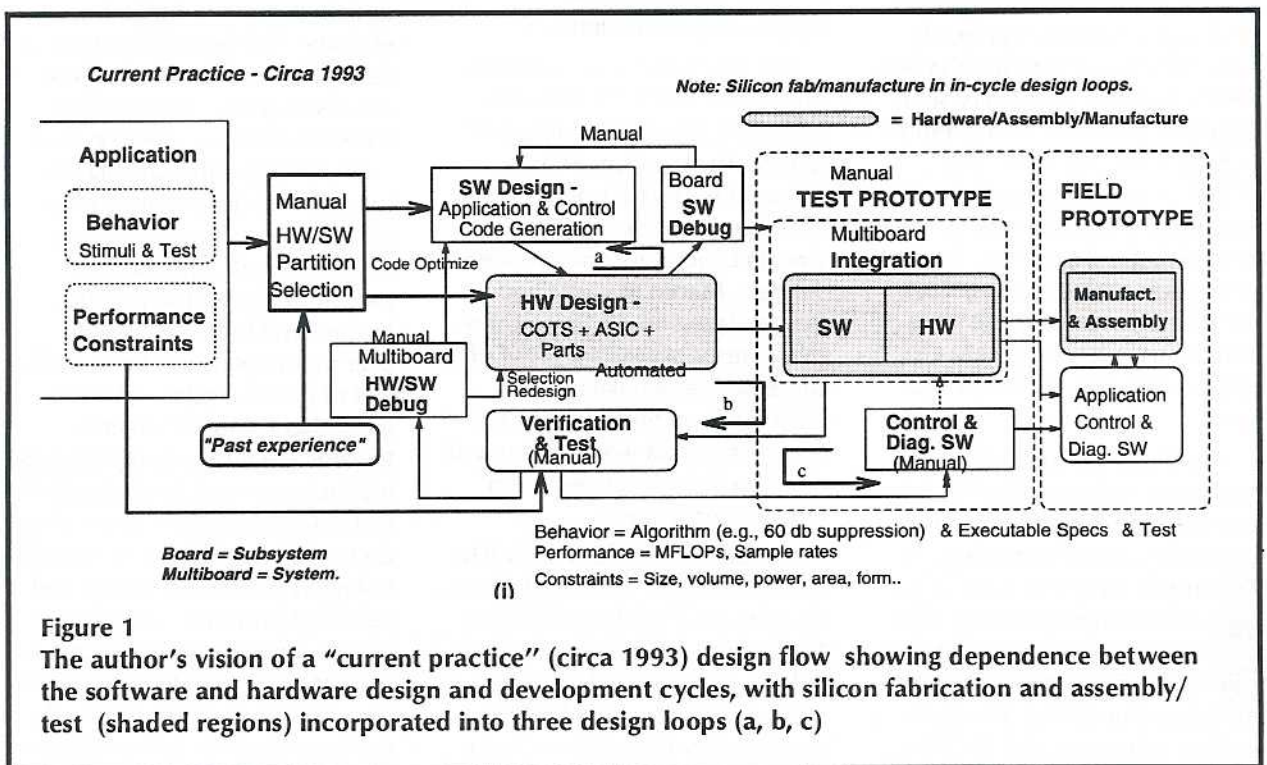 Current Practice - Circa 1993
Note: Silicon fab/manufacture in in-cycle design loops.
= Hardware/Assembly/Manufacture
Application
Behavior
Stimuli & Test
Performance
Constraints
Manual
HW/SW
Partition
Selection
"Past experience"
Manual
SW Design -
Application & Control
Code Generation
Code Optimize
a
Board
SW
Debug
HW Design -
COTS + ASIC +
Parts
Automated
Manual
Multiboard
HW/SW
Debug
Selection
Redesign
b
Verification
& Test
(Manual)
c
Manual
TEST PROTOTYPE
Multiboard
Integration
SW
HW
Control &
Diag. SW
(Manual)
FIELD
PROTOTYPE
Manufact.
& Assembly
Application
Control &
Diag. SW
Board = Subsystem
Multiboard = System.
Behavior = Algorithm (e.g., 60 db suppression) & Executable Specs & Test
Performance = MFLOPs, Sample rates
Constraints = Size, volume, power, area, form..
(i)
Figure 1
The author's vision of a "current practice" (circa 1993) design flow showing dependence between
the software and hardware design and development cycles, with silicon fabrication and assembly/
test (shaded regions) incorporated into three design loops (a, b, c)